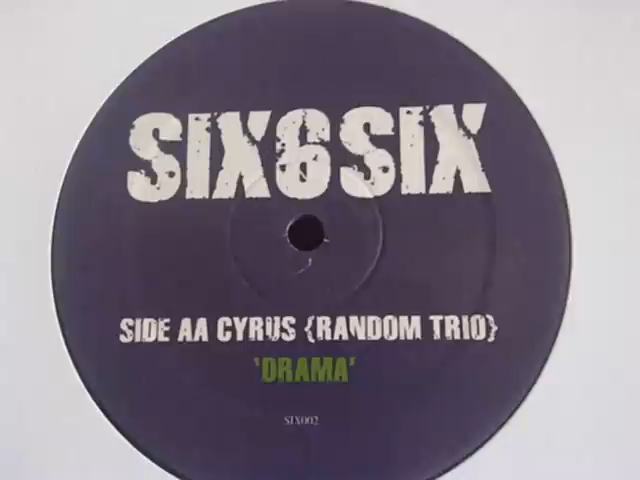 SIX6SIX
SIDE AA CYRUS {RANDOM TRIO}
'DRAMA'
SIX002